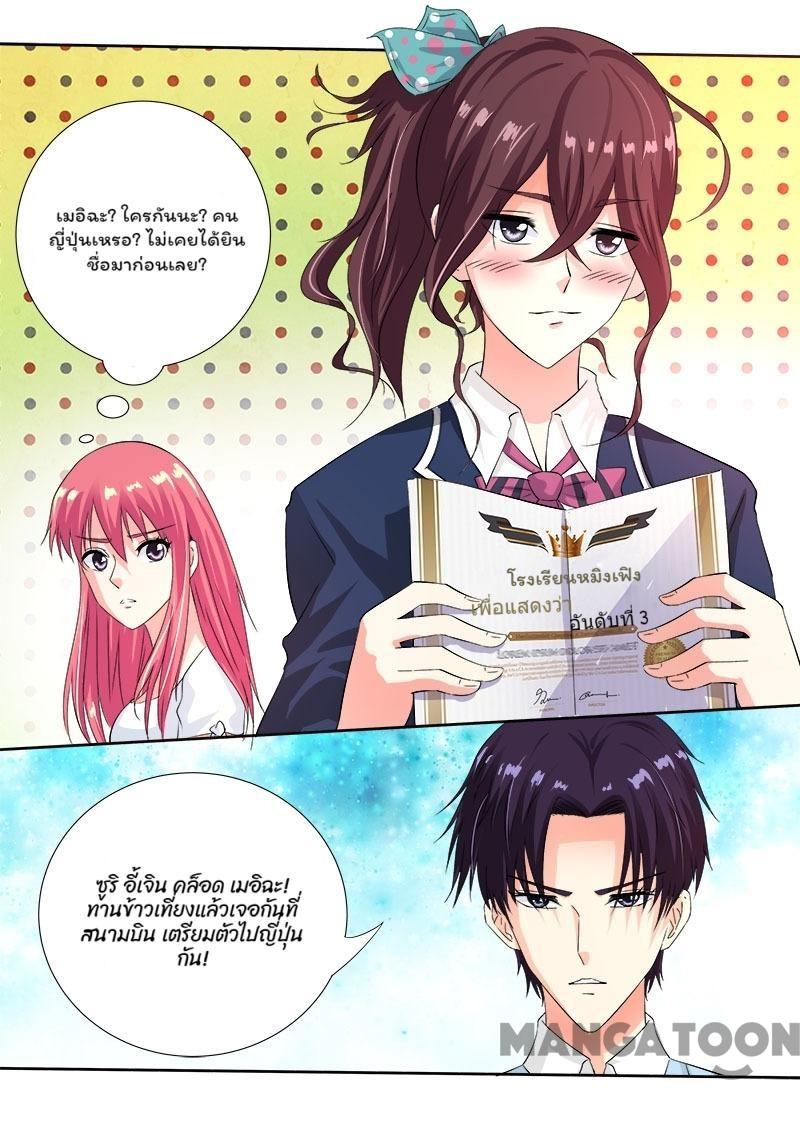 เมอิฉะ? ใครกันนะ? คน
ญี่ปุ่นเหรอ? ไม่เคยได้ยิน
ชื่อมาก่อนเลย?
โรงเรียนหมิงเฟิง
เพื่อแสดงว่า
อันดับที่ 3
ซูริ อี้เจิน คล็อด เมอิฉะ!
ทานข้าวเที่ยงแล้วเจอกันที่
สนามบิน เตรียมตัวไปญี่ปุ่น
กัน!
MANGATOON